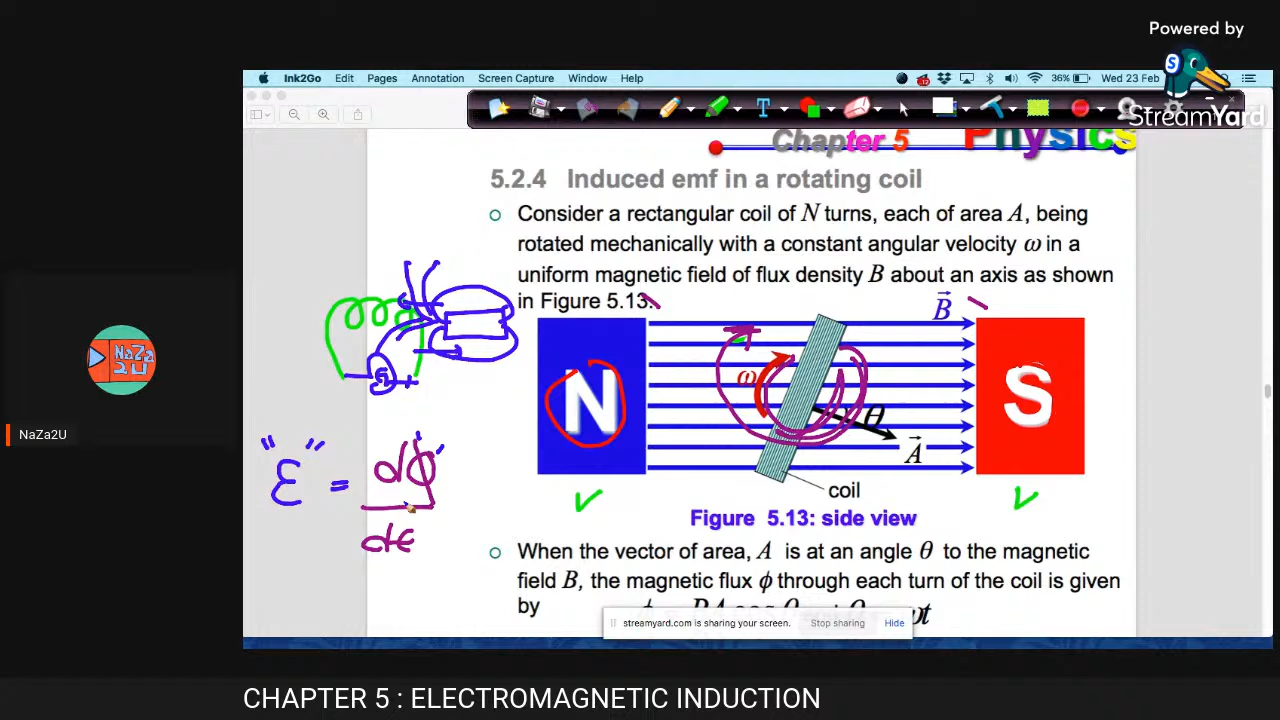 Powered by
StreamYard
Ink2Go Edit Pages Annotation Screen Capture Window Help
36% Wed 23 Feb
Chapter 5 Physics
5.2.4 Induced emf in a rotating coil
Consider a rectangular coil of N turns, each of area A, being
rotated mechanically with a constant angular velocity ω in a
uniform magnetic field of flux density B about an axis as shown
in Figure 5.13.
B
N
S
ω
θ
A
coil
Figure 5.13: side view
"ε" = dϕ
dt
When the vector of area, A is at an angle θ to the magnetic
field B, the magnetic flux ϕ through each turn of the coil is given
by
streamyard.com is sharing your screen. Stop sharing Hide
NaZa
2U
NaZa2U
CHAPTER 5 : ELECTROMAGNETIC INDUCTION